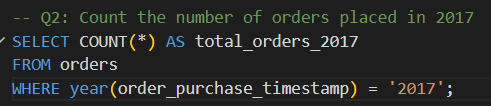 -- Q2: Count the number of orders placed in 2017
SELECT COUNT(*) AS total_orders_2017
FROM orders
WHERE year(order_purchase_timestamp) = '2017';